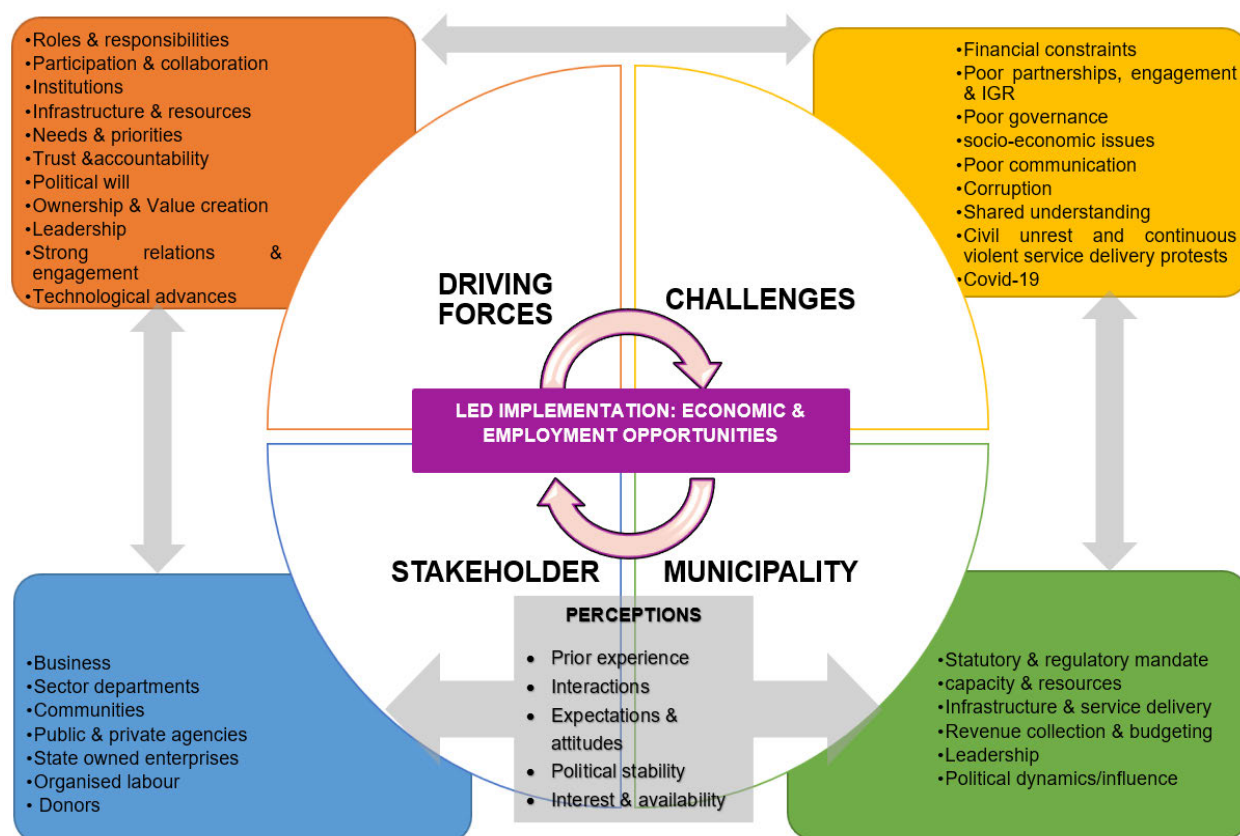 •Roles & responsibilities
•Participation & collaboration
•Institutions
•Infrastructure & resources
•Needs & priorities
•Trust &accountability
•Political will
•Ownership & Value creation
•Leadership
•Strong relations &
engagement
•Technological advances
•Financial constraints
•Poor partnerships, engagement
& IGR
•Poor governance
•socio-economic issues
•Poor communication
•Corruption
•Shared understanding
•Civil unrest and continuous
violent service delivery protests
•Covid-19
DRIVING
FORCES
CHALLENGES
LED IMPLEMENTATION: ECONOMIC &
EMPLOYMENT OPPORTUNITIES
STAKEHOLDER
MUNICIPALITY
PERCEPTIONS
• Prior experience
• Interactions
• Expectations &
attitudes
• Political stability
• Interest & availability
•Business
•Sector departments
•Communities
•Public & private agencies
•State owned enterprises
•Organised labour
• Donors
•Statutory & regulatory mandate
•capacity & resources
•Infrastructure & service delivery
•Revenue collection & budgeting
•Leadership
•Political dynamics/influence